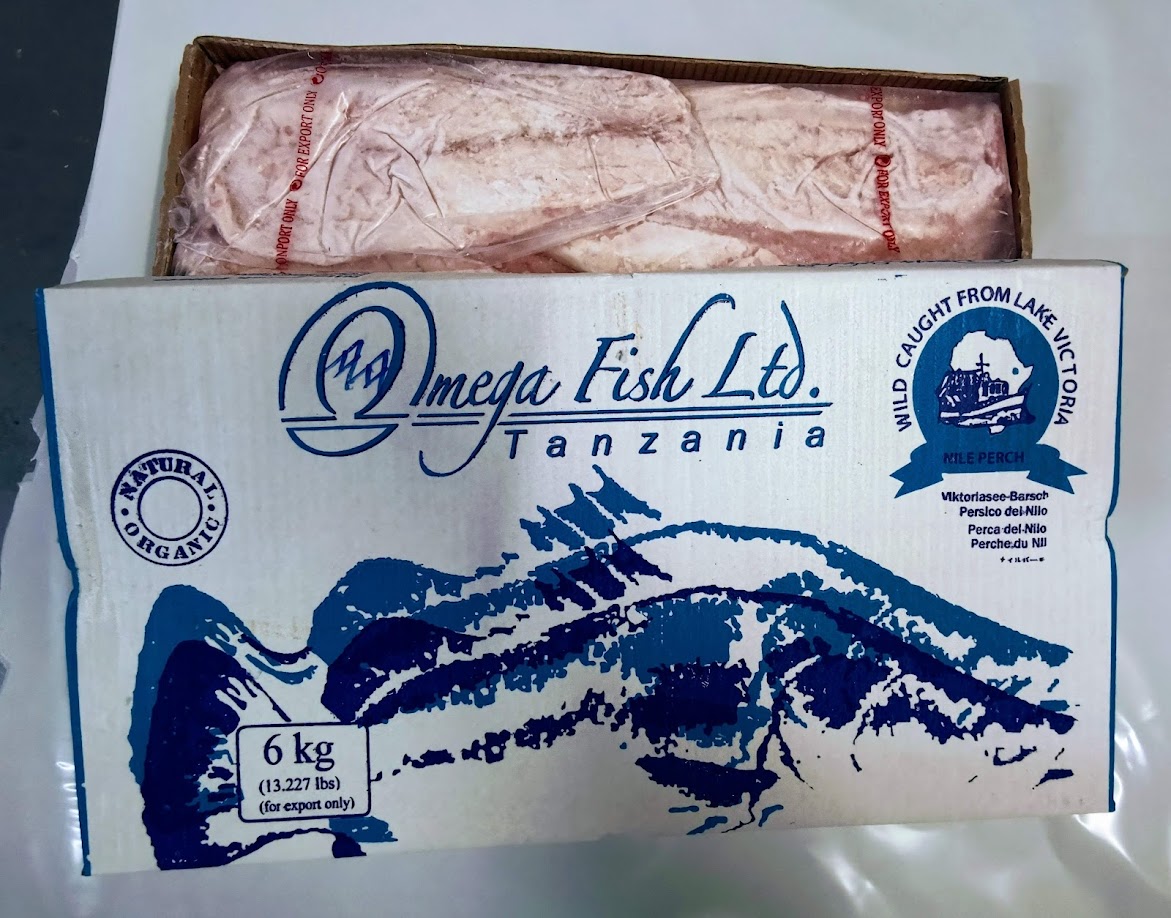 FOR EXPORT ONLY
EXPORT ONLY
FOR EXPORT ONLY
Omega Fish Ltd.
Tanzania
WILD CAUGHT FROM LAKE VICTORIA
NILE PERCH
Viktoriasee-Barsch
Persico del Nilo
Perca del Nilo
Perche du Nil
NATURAL
ORGANIC
6 kg
(13.227 lbs)
(for export only)